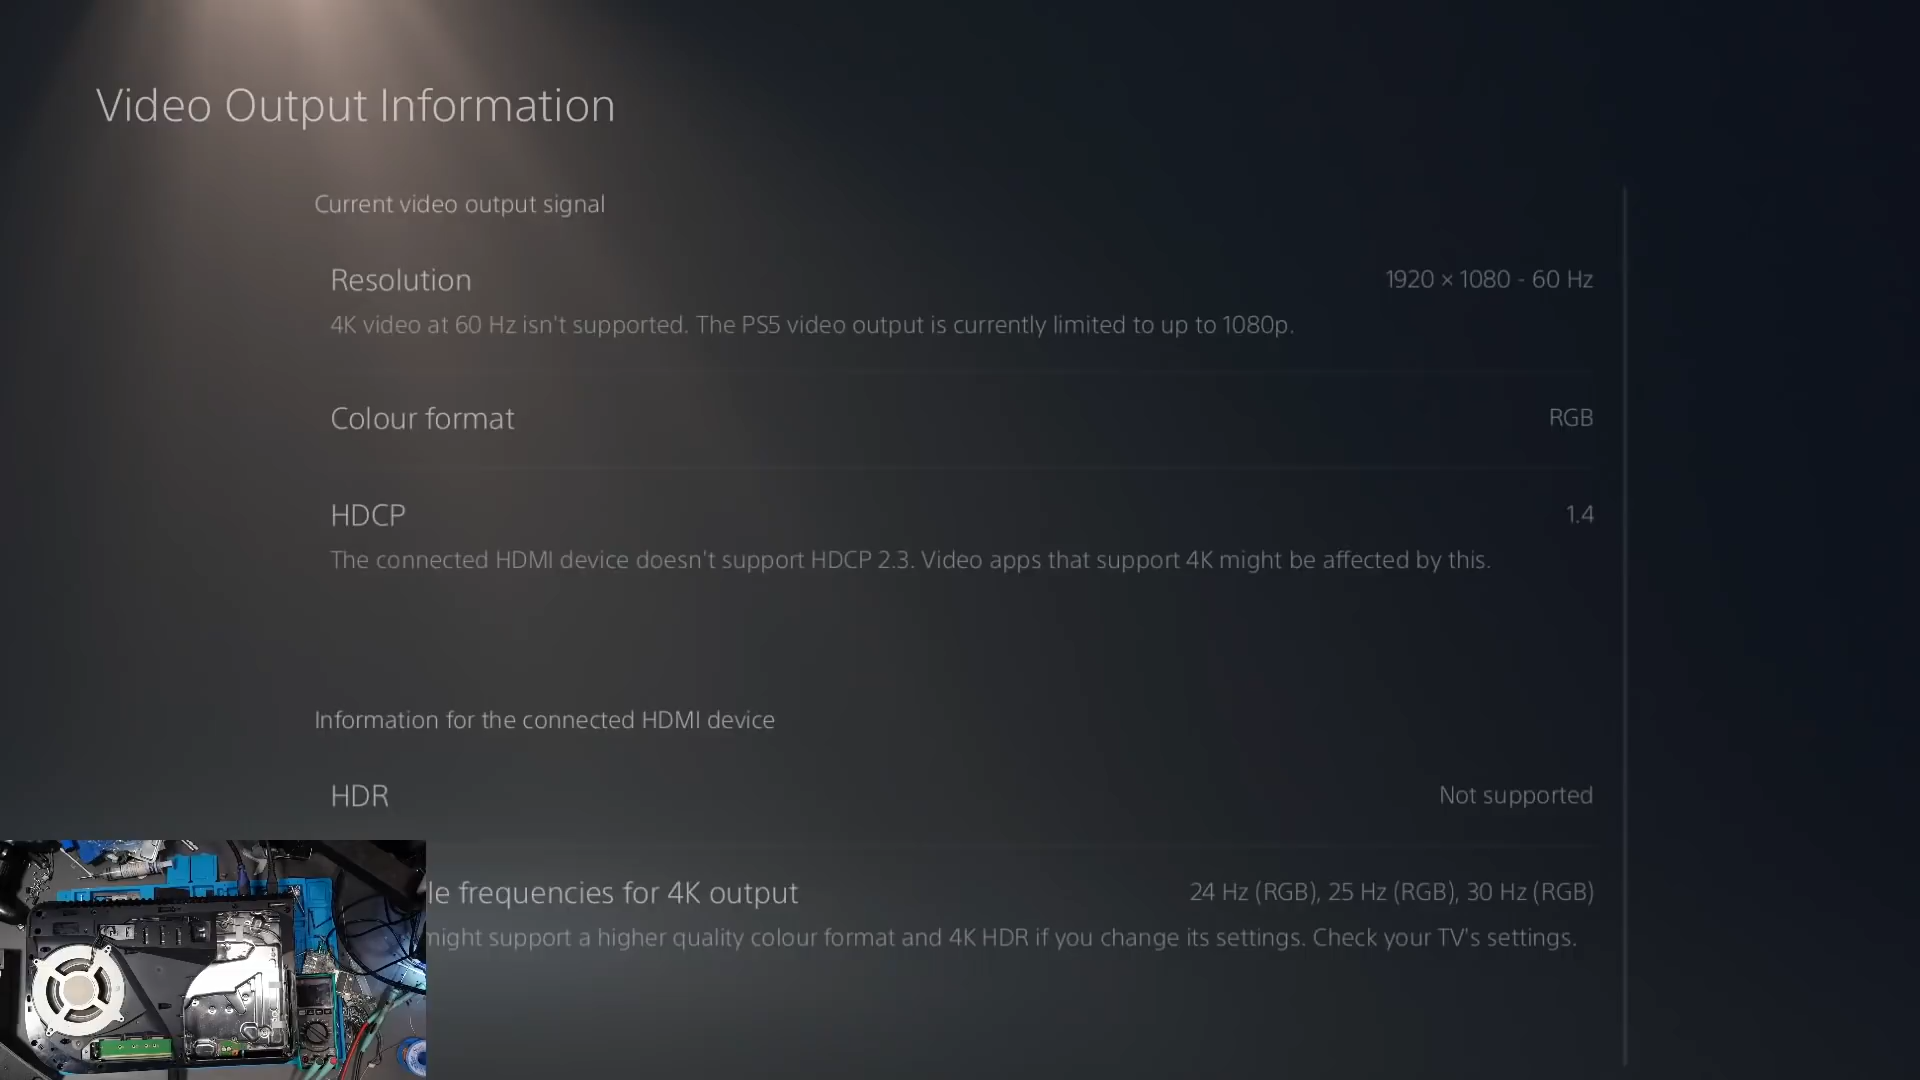 Video Output Information
Current video output signal
Resolution
1920 × 1080 - 60 Hz
4K video at 60 Hz isn't supported. The PS5 video output is currently limited to up to 1080p.
Colour format
RGB
HDCP
1.4
The connected HDMI device doesn't support HDCP 2.3. Video apps that support 4K might be affected by this.
Information for the connected HDMI device
HDR
Not supported
frequencies for 4K output
24 Hz (RGB), 25 Hz (RGB), 30 Hz (RGB)
might support a higher quality colour format and 4K HDR if you change its settings. Check your TV's settings.